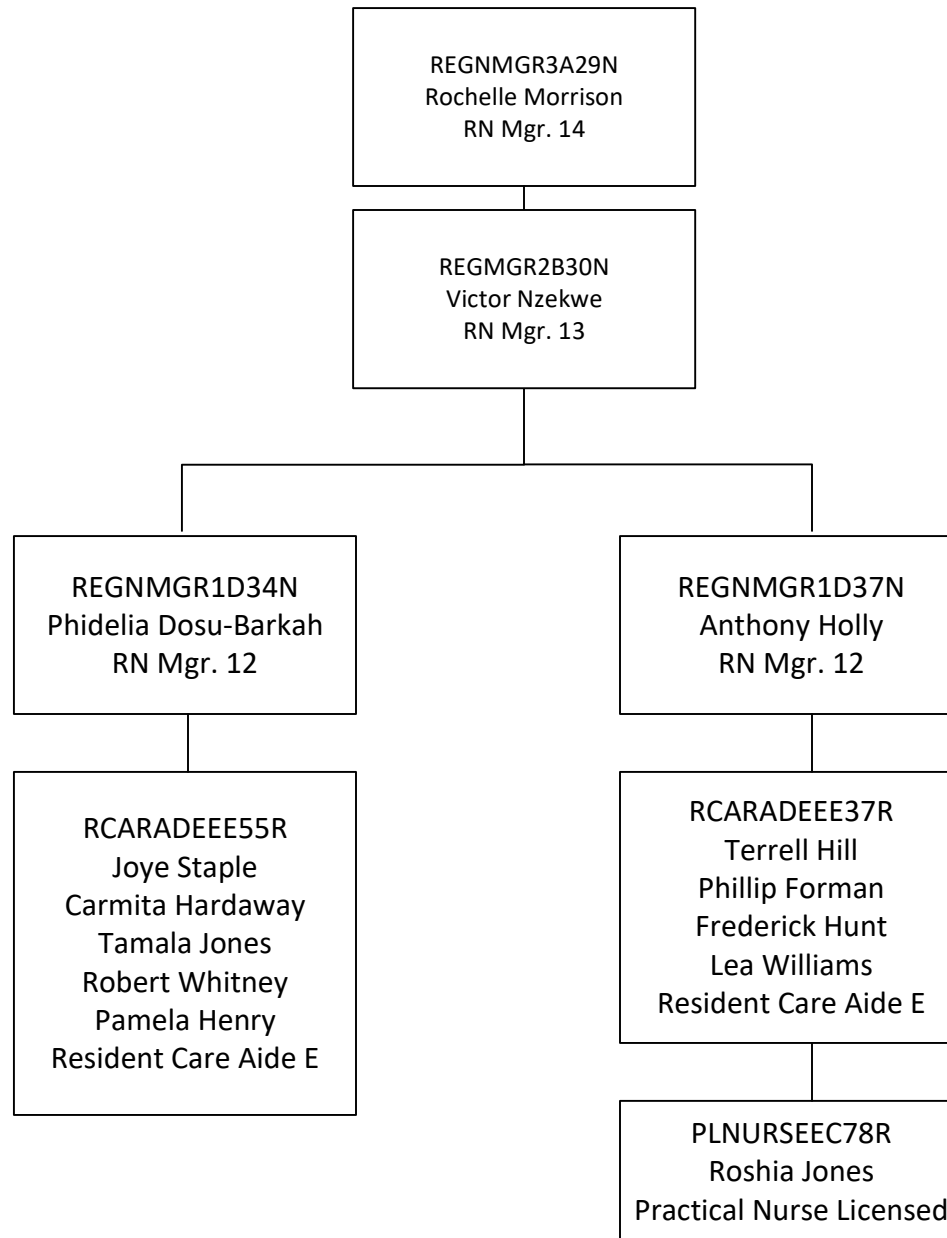 REGNMGR3A29N
Rochelle Morrison
RN Mgr. 14
REGMGR2B30N
Victor Nzekwe
RN Mgr. 13
REGNMGR1D34N
Phidelia Dosu-Barkah
RN Mgr. 12
REGNMGR1D37N
Anthony Holly
RN Mgr. 12
RCARADEEE55R
Joye Staple
Carmita Hardaway
Tamala Jones
Robert Whitney
Pamela Henry
Resident Care Aide E
RCARADEEE37R
Terrell Hill
Phillip Forman
Frederick Hunt
Lea Williams
Resident Care Aide E
PLNURSEEC78R
Roshia Jones
Practical Nurse Licensed